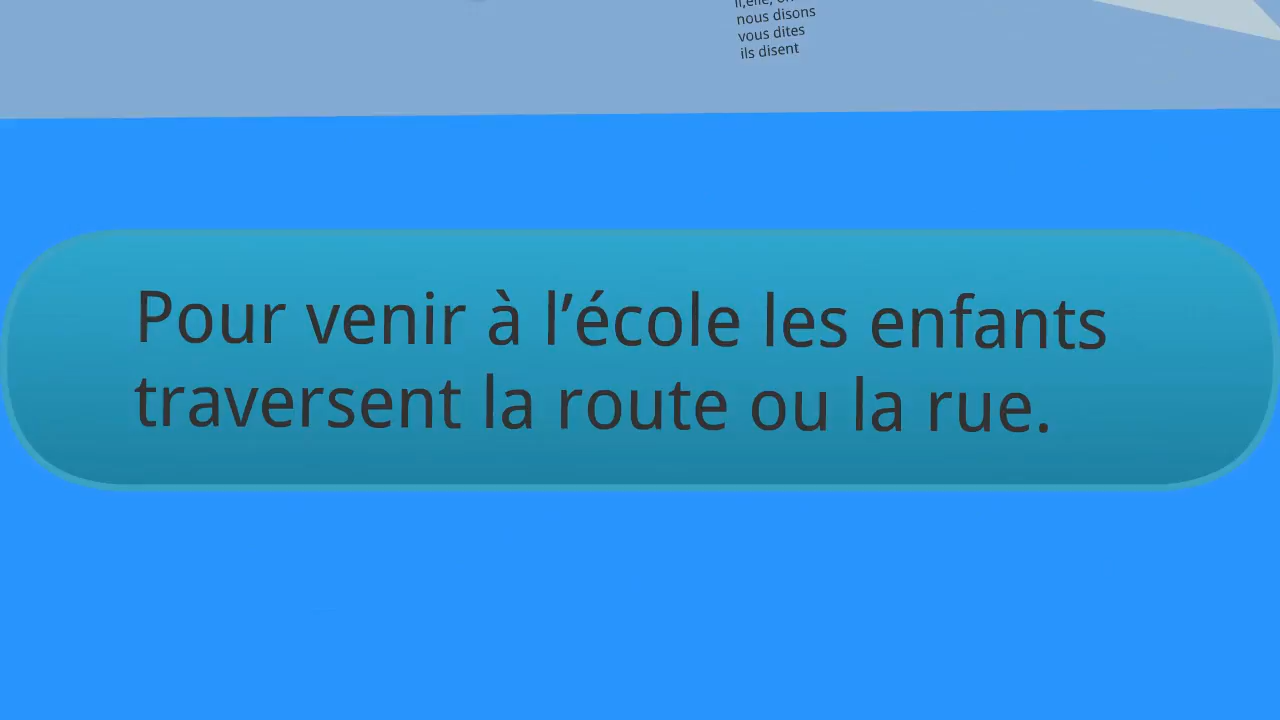 nous disons
vous dites
ils disent
Pour venir à l’école les enfants
traversent la route ou la rue.